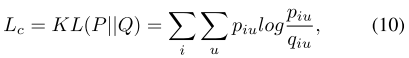 L_c = KL(P||Q) = \sum_i \sum_u p_{iu} log \frac{p_{iu}}{q_{iu}}, (10)